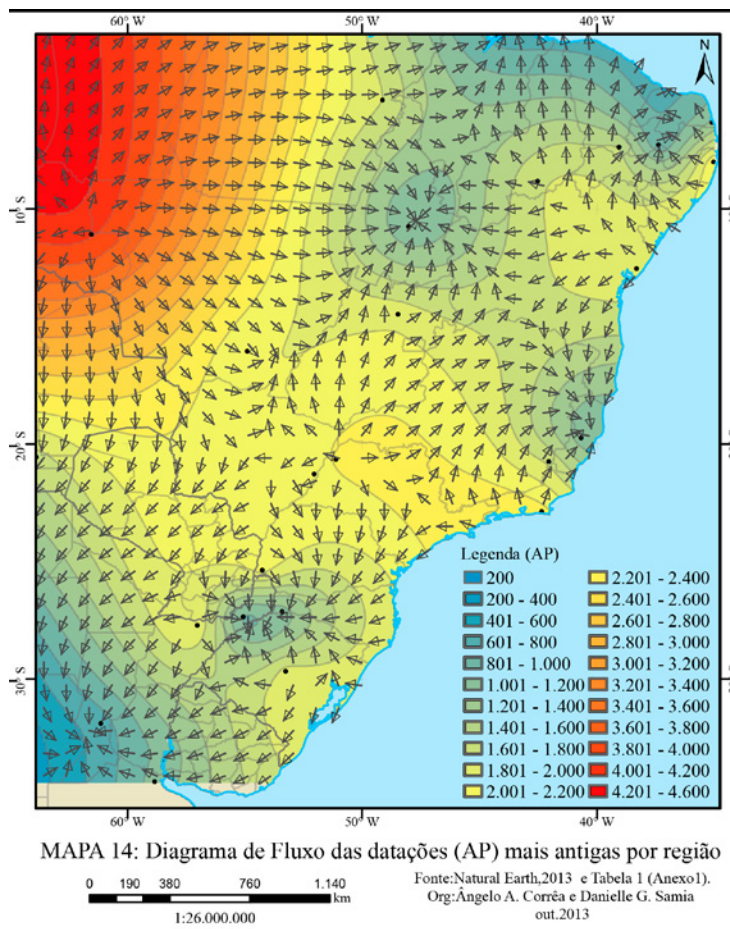 60° W 50° W 40° W
N
10° S
10° S
20° S
30° S
30° S
Legenda (AP)
200
200 - 400
401 - 600
601 - 800
801 - 1.000
1.001 - 1.200
1.201 - 1.400
1.401 - 1.600
1.601 - 1.800
1.801 - 2.000
2.001 - 2.200
2.201 - 2.400
2.401 - 2.600
2.601 - 2.800
2.801 - 3.000
3.001 - 3.200
3.201 - 3.400
3.401 - 3.600
3.601 - 3.800
3.801 - 4.000
4.001 - 4.200
4.201 - 4.600
60° W 50° W 40° W
MAPA 14: Diagrama de Fluxo das datações (AP) mais antigas por região
0 190 380 760 1.140
km
1:26.000.000
Fonte:Natural Earth,2013 e Tabela 1 (Anexo1).
Org:Ângelo A. Corrêa e Danielle G. Samia
out.2013